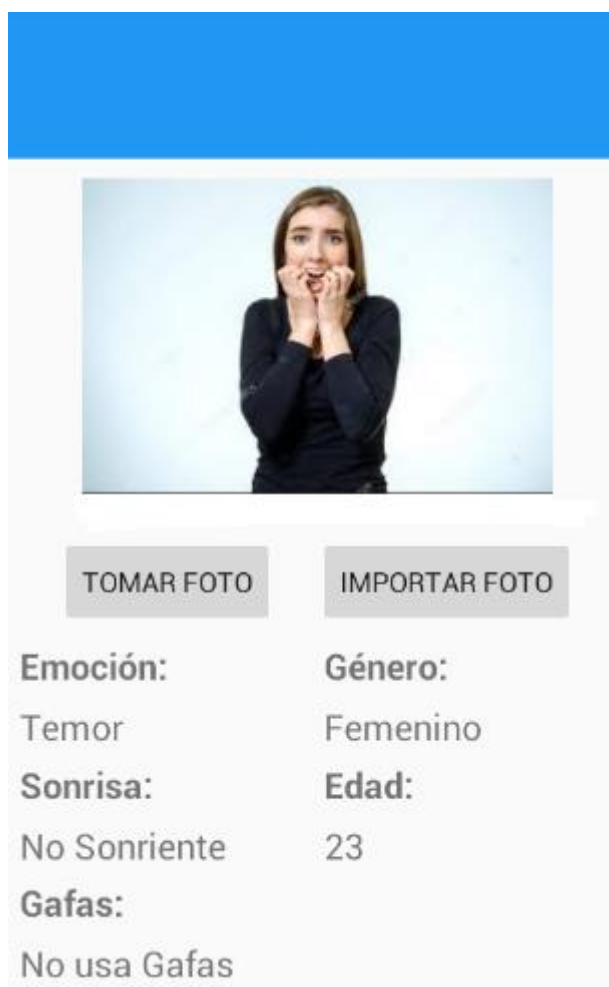 TOMAR FOTO
IMPORTAR FOTO
Emoción:
Género:
Temor
Femenino
Sonrisa:
Edad:
No Sonriente
23
Gafas:
No usa Gafas